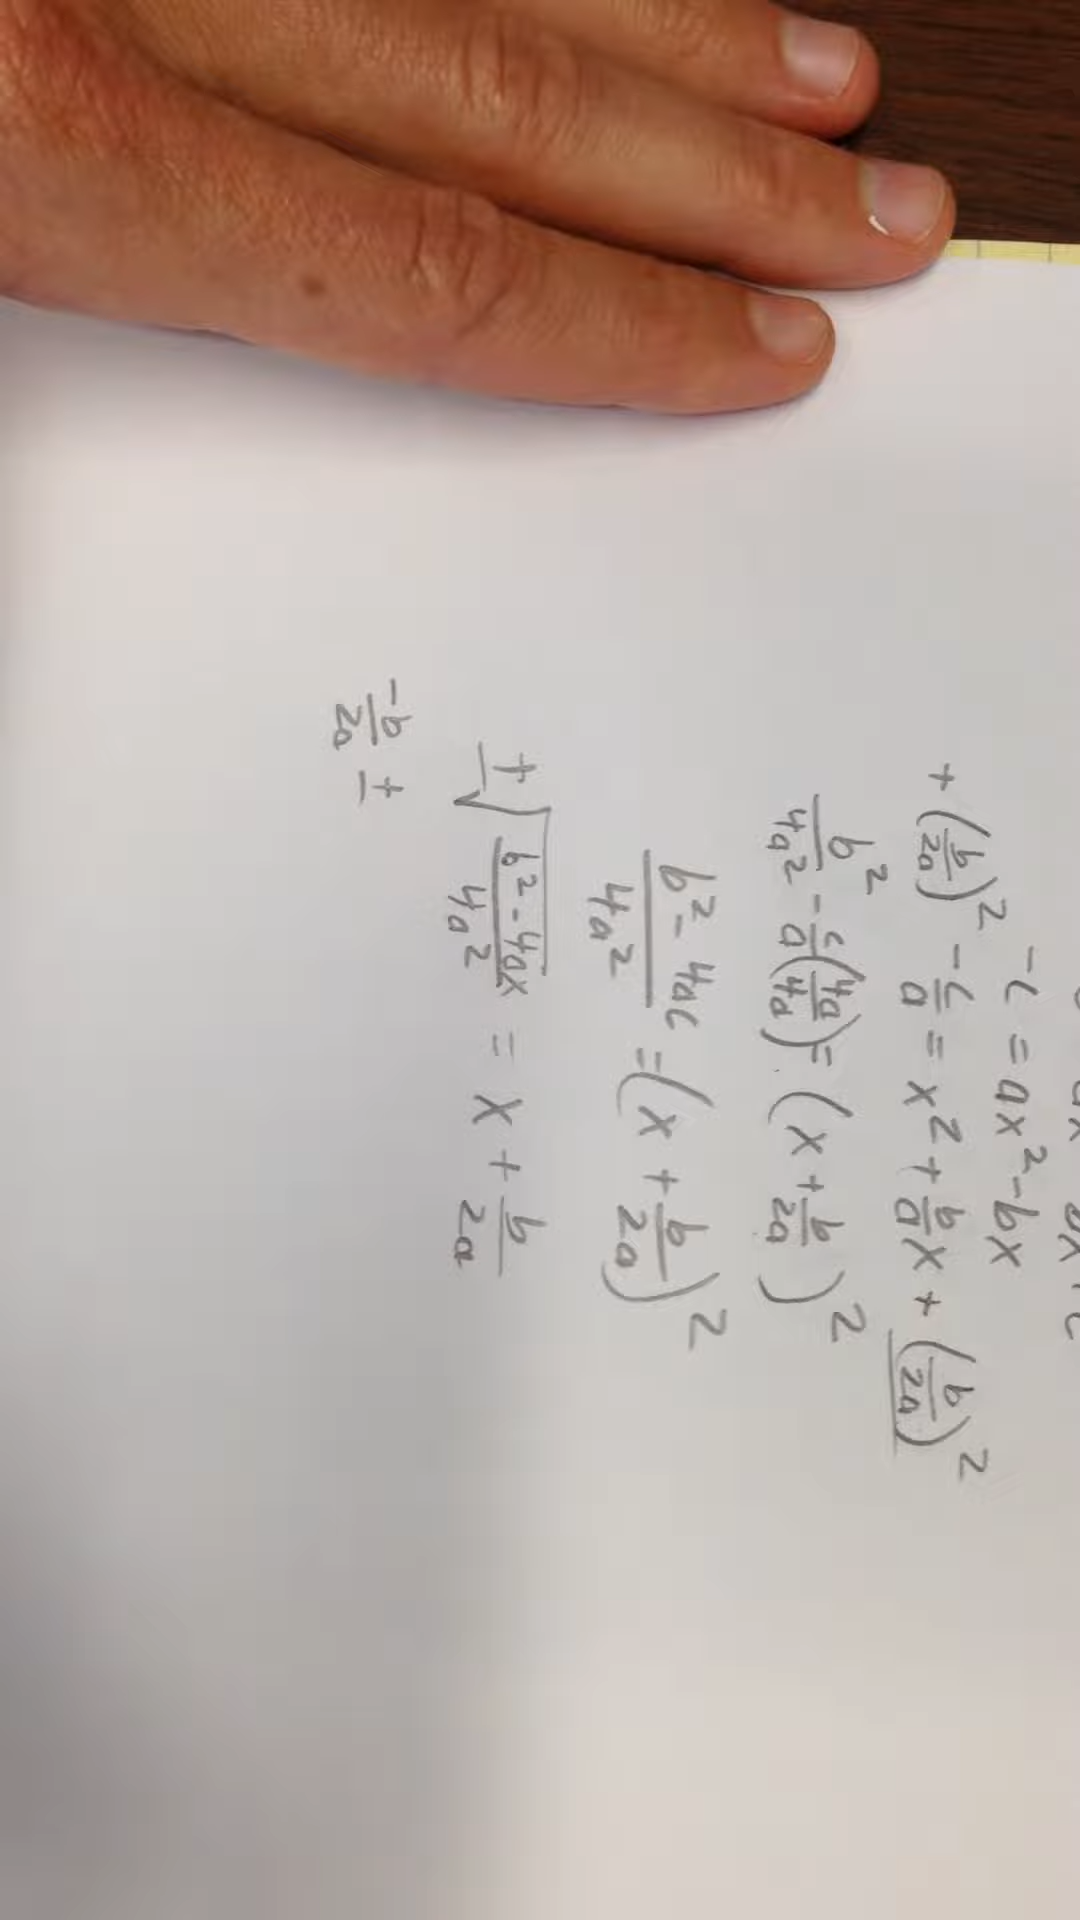 -c = ax² - bx
+ (b/2a)² - c/a = x² + b/a x + (b/2a)²
b²/4a² - c/a (4a/4a) = (x + b/2a)²
b² - 4ac/4a² = (x + b/2a)²
± √(b² - 4ax/4a²) = x + b/2a
-b/2a ±